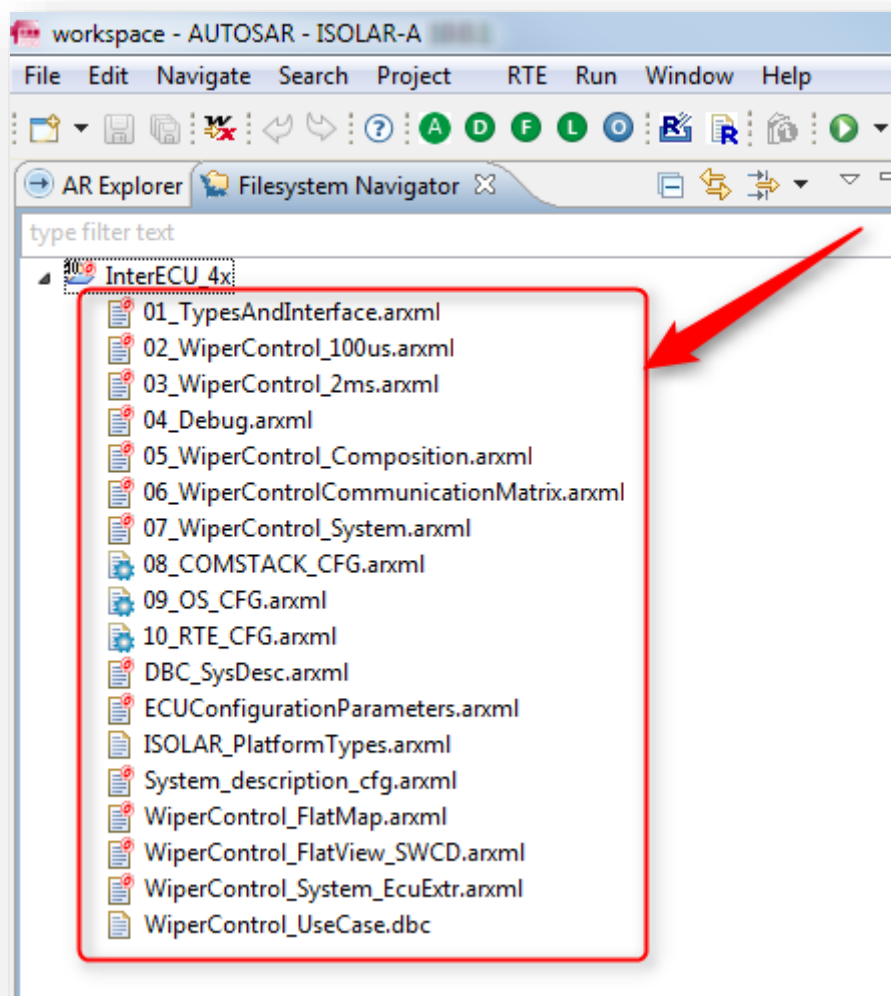 workspace - AUTOSAR - ISOLAR-A
File Edit Navigate Search Project RTE Run Window Help
A D F L O R R
AR Explorer Filesystem Navigator
type filter text
InterECU_4x
01_TypesAndInterface.arxml
02_WiperControl_100us.arxml
03_WiperControl_2ms.arxml
04_Debug.arxml
05_WiperControl_Composition.arxml
06_WiperControlCommunicationMatrix.arxml
07_WiperControl_System.arxml
08_COMSTACK_CFG.arxml
09_OS_CFG.arxml
10_RTE_CFG.arxml
DBC_SysDesc.arxml
ECUConfigurationParameters.arxml
ISOLAR_PlatformTypes.arxml
System_description_cfg.arxml
WiperControl_FlatMap.arxml
WiperControl_FlatView_SWCD.arxml
WiperControl_System_EcuExtr.arxml
WiperControl_UseCase.dbc